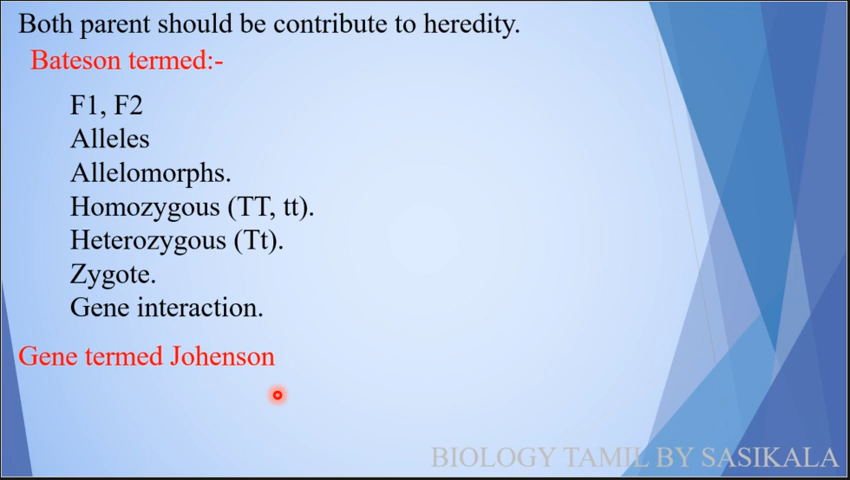 Both parent should be contribute to heredity.
Bateson termed:-
F1, F2
Alleles
Allelomorphs.
Homozygous (TT, tt).
Heterozygous (Tt).
Zygote.
Gene interaction.
Gene termed Johenson
BIOLOGY TAMIL BY SASIKALA